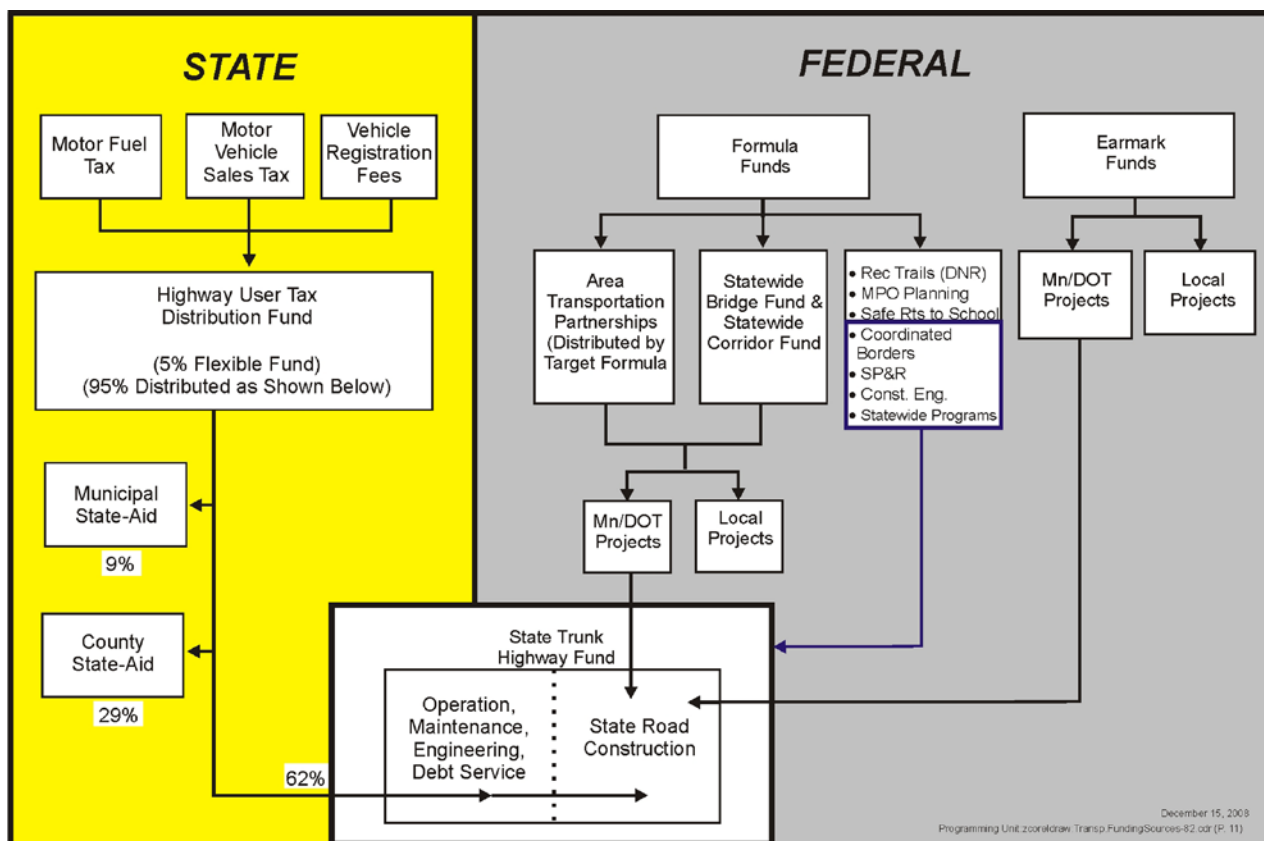 STATE
FEDERAL
Motor Fuel
Tax
Motor
Vehicle
Sales Tax
Vehicle
Registration
Fees
Formula
Funds
Earmark
Funds
Highway User Tax
Distribution Fund
(5% Flexible Fund)
(95% Distributed as Shown Below)
Area
Transportation
Partnerships
(Distributed by
Target Formula
Statewide
Bridge Fund &
Statewide
Corridor Fund
• Rec Trails (DNR)
• MPO Planning
• Safe Rts to School
• Coordinated
Borders
• SP&R
• Const. Eng.
• Statewide Programs
Mn/DOT
Projects
Local
Projects
Municipal
State-Aid
9%
Mn/DOT
Projects
Local
Projects
County
State-Aid
29%
State Trunk
Highway Fund
Operation,
Maintenance,
Engineering,
Debt Service
State Road
Construction
62%
December 15, 2008
Programming Unit:zcoreldraw.Transp.FundingSources-82.cdr (P. 11)